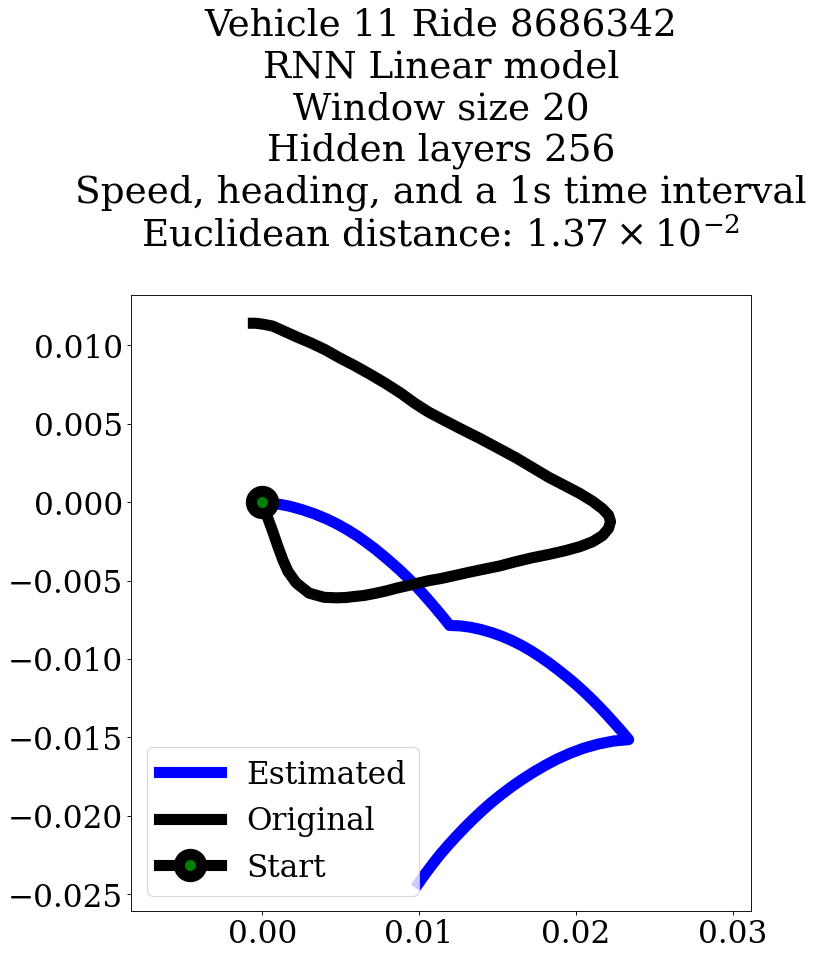 Vehicle 11 Ride 8686342
RNN Linear model
Window size 20
Hidden layers 256
Speed, heading, and a 1s time interval
Euclidean distance: 1.37 × 10⁻²
0.010
0.005
0.000
−0.005
−0.010
−0.015
−0.020
−0.025
Estimated
Original
Start
0.00 0.01 0.02 0.03